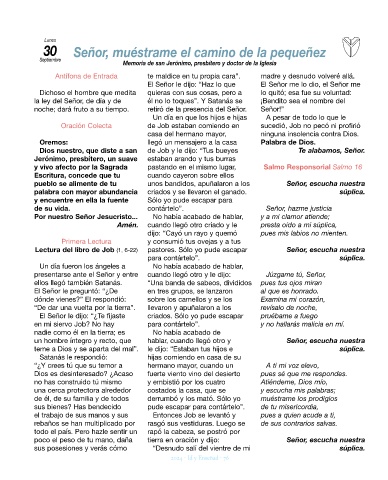 Lunes
30
Septiembre
Señor, muéstrame el camino de la pequeñez
Memoria de san Jerónimo, presbítero y doctor de la Iglesia
Antífona de Entrada
Dichoso el hombre que medita
la ley del Señor, de día y de
noche; dará fruto a su tiempo.
Oración Colecta
Oremos:
Dios nuestro, que diste a san
Jerónimo, presbítero, un suave
y vivo afecto por la Sagrada
Escritura, concede que tu
pueblo se alimente de tu
palabra con mayor abundancia
y encuentre en ella la fuente
de su vida.
Por nuestro Señor Jesucristo...
Amén.
Primera Lectura
Lectura del libro de Job (1, 6-22)
Un día fueron los ángeles a
presentarse ante el Señor y entre
ellos llegó también Satanás.
El Señor le preguntó: "¿De
dónde vienes?" Él respondió:
"De dar una vuelta por la tierra".
El Señor le dijo: "¿Te fijaste
en mi siervo Job? No hay
nadie como él en la tierra; es
un hombre íntegro y recto, que
teme a Dios y se aparta del mal".
Satanás le respondió:
"¿Y crees tú que su temor a
Dios es desinteresado? ¿Acaso
no has construido tú mismo
una cerca protectora alrededor
de él, de su familia y de todos
sus bienes? Has bendecido
el trabajo de sus manos y sus
rebaños se han multiplicado por
todo el país. Pero hazle sentir un
poco el peso de tu mano, daña
sus posesiones y verás cómo
te maldice en tu propia cara".
El Señor le dijo: "Haz lo que
quieras con sus cosas, pero a
él no lo toques". Y Satanás se
retiró de la presencia del Señor.
Un día en que los hijos e hijas
de Job estaban comiendo en
casa del hermano mayor,
llegó un mensajero a la casa
de Job y le dijo: "Tus bueyes
estaban arando y tus burras
pastando en el mismo lugar,
cuando cayeron sobre ellos
unos bandidos, apuñalaron a los
criados y se llevaron el ganado.
Sólo yo pude escapar para
contártelo".
No había acabado de hablar,
cuando llegó otro criado y le
dijo: "Cayó un rayo y quemó
y consumió tus ovejas y a tus
pastores. Sólo yo pude escapar
para contártelo".
No había acabado de hablar,
cuando llegó otro y le dijo:
"Una banda de sabeos, divididos
en tres grupos, se lanzaron
sobre los camellos y se los
llevaron y apuñalaron a los
criados. Sólo yo pude escapar
para contártelo".
No había acabado de
hablar, cuando llegó otro y
le dijo: "Estaban tus hijos e
hijas comiendo en casa de su
hermano mayor, cuando un
fuerte viento vino del desierto
y embistió por los cuatro
costados la casa, que se
derrumbó y los mató. Sólo yo
pude escapar para contártelo".
Entonces Job se levantó y
rasgó sus vestiduras. Luego se
rapó la cabeza, se postró por
tierra en oración y dijo:
"Desnudo salí del vientre de mi
madre y desnudo volveré allá.
El Señor me lo dio, el Señor me
lo quitó; esa fue su voluntad:
¡Bendito sea el nombre del
Señor!"
A pesar de todo lo que le
sucedió, Job no pecó ni profirió
ninguna insolencia contra Dios.
Palabra de Dios.
Te alabamos, Señor.
Salmo Responsorial Salmo 16
Señor, escucha nuestra
súplica.
Señor, hazme justicia
y a mi clamor atiende;
presta oído a mi súplica,
pues mis labios no mienten.
Señor, escucha nuestra
súplica.
Júzgame tú, Señor,
pues tus ojos miran
al que es honrado.
Examina mi corazón,
revísalo de noche,
pruébame a fuego
y no hallarás malicia en mí.
Señor, escucha nuestra
súplica.
A ti mi voz elevo,
pues sé que me respondes.
Atiéndeme, Dios mío,
y escucha mis palabras;
muéstrame los prodigios
de tu misericordia,
pues a quien acude a ti,
de sus contrarios salvas.
Señor, escucha nuestra
súplica.